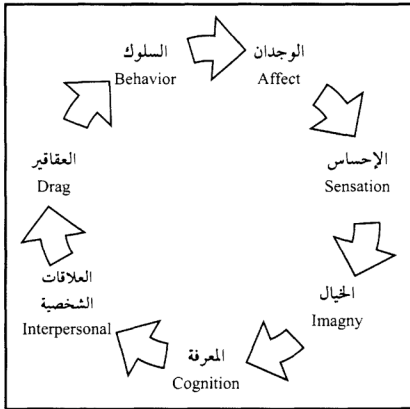 السلوك
Behavior
الوجدان
Affect
الإحساس
Sensation
الخيال
Imagny
المعرفة
Cognition
العلاقات
الشخصية
Interpersonal
العقاقير
Drag